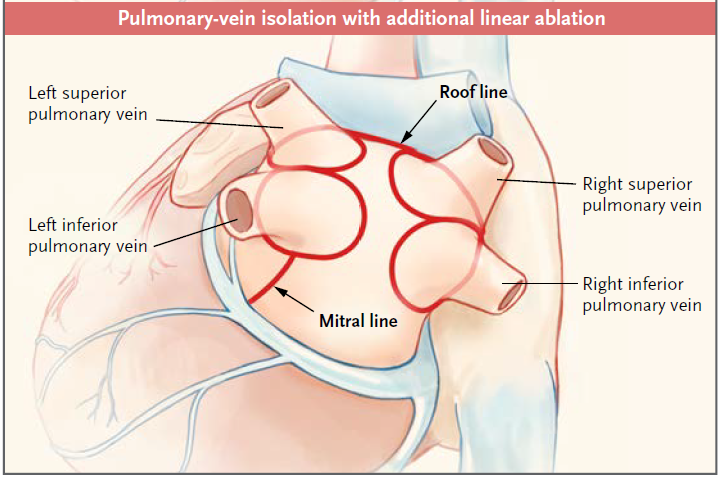 Pulmonary-vein isolation with additional linear ablation
Left superior
pulmonary vein
Roof line
Right superior
pulmonary vein
Left inferior
pulmonary vein
Right inferior
pulmonary vein
Mitral line